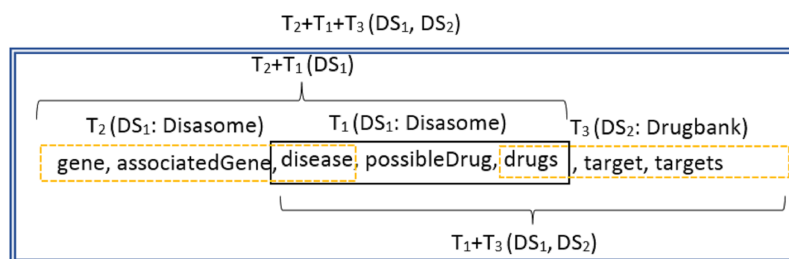 T₂+T₁+T₃ (DS₁, DS₂)
T₂+T₁ (DS₁)
T₂ (DS₁: Disasome) T₁ (DS₁: Disasome) T₃ (DS₂: Drugbank)
gene, associatedGene, disease, possibleDrug, drugs , target, targets
T₁+T₃ (DS₁, DS₂)